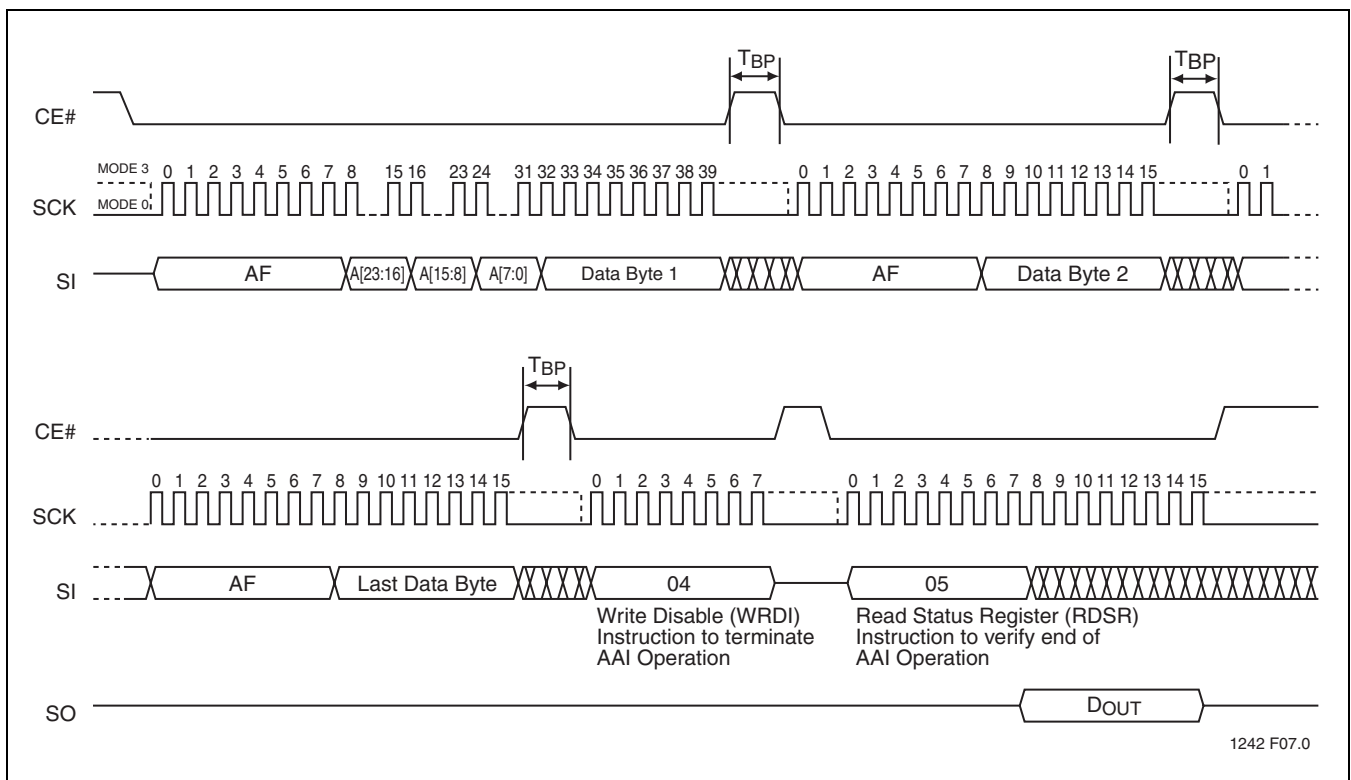 TBP TBP
CE#
MODE 3 0 1 2 3 4 5 6 7 8 15 16 23 24 31 32 33 34 35 36 37 38 39 0 1 2 3 4 5 6 7 8 9 10 11 12 13 14 15 0 1
SCK MODE 0
SI AF A[23:16] A[15:8] A[7:0] Data Byte 1 AF Data Byte 2
TBP
CE#
0 1 2 3 4 5 6 7 8 9 10 11 12 13 14 15 0 1 2 3 4 5 6 7 0 1 2 3 4 5 6 7 8 9 10 11 12 13 14 15
SCK
SI AF Last Data Byte 04 05
Write Disable (WRDI) Read Status Register (RDSR)
Instruction to terminate Instruction to verify end of
AAI Operation AAI Operation
SO DOUT
1242 F07.0